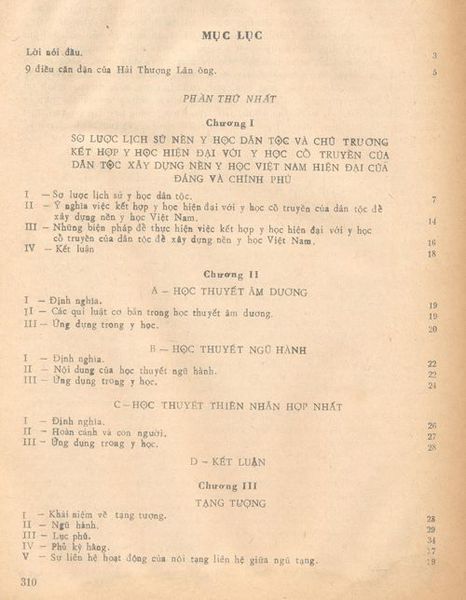 MỤC LỤC
Lời nói đầu. 3
9 điều căn dặn của Hải Thượng Lãn ông. 5
PHẦN THỨ NHẤT
Chương I
SƠ LƯỢC LỊCH SỬ NỀN Y HỌC DÂN TỘC VÀ CHỦ TRƯƠNG
KẾT HỢP Y HỌC HIỆN ĐẠI VỚI Y HỌC CỔ TRUYỀN CỦA
DÂN TỘC XÂY DỰNG NỀN Y HỌC VIỆT NAM HIỆN ĐẠI CỦA
ĐẢNG VÀ CHÍNH PHỦ
I — Sơ lược lịch sử y học dân tộc. 7
II — Ý nghĩa việc kết hợp y học hiện đại với y học cổ truyền của dân tộc để
xây dựng nền y học Việt Nam. 14
III — Những biện pháp để thực hiện việc kết hợp y học hiện đại với y học
cổ truyền của dân tộc để xây dựng nền y học Việt Nam. 16
IV — Kết luận 18
Chương II
A — HỌC THUYẾT ÂM DƯƠNG
I — Định nghĩa. 19
II — Các qui luật cơ bản trong học thuyết âm dương. 19
III — Ứng dụng trong y học. 20
B — HỌC THUYẾT NGŨ HÀNH
I — Định nghĩa. 22
II — Nội dung của học thuyết ngũ hành. 22
III — Ứng dụng trong y học. 24
C — HỌC THUYẾT THIÊN NHÂN HỢP NHẤT
I — Định nghĩa. 26
II — Hoàn cảnh và con người. 27
III — Ứng dụng trong y học. 28
D — KẾT LUẬN
Chương III
TẠNG TƯỢNG
I — Khái niệm về tạng tượng. 28
II — Ngũ hành. 29
III — Lục phủ. 34
IV — Phủ kỳ hằng. 17
V — Sự liên hệ hoạt động của nội tạng liên hệ giữa ngũ tạng. 19
310